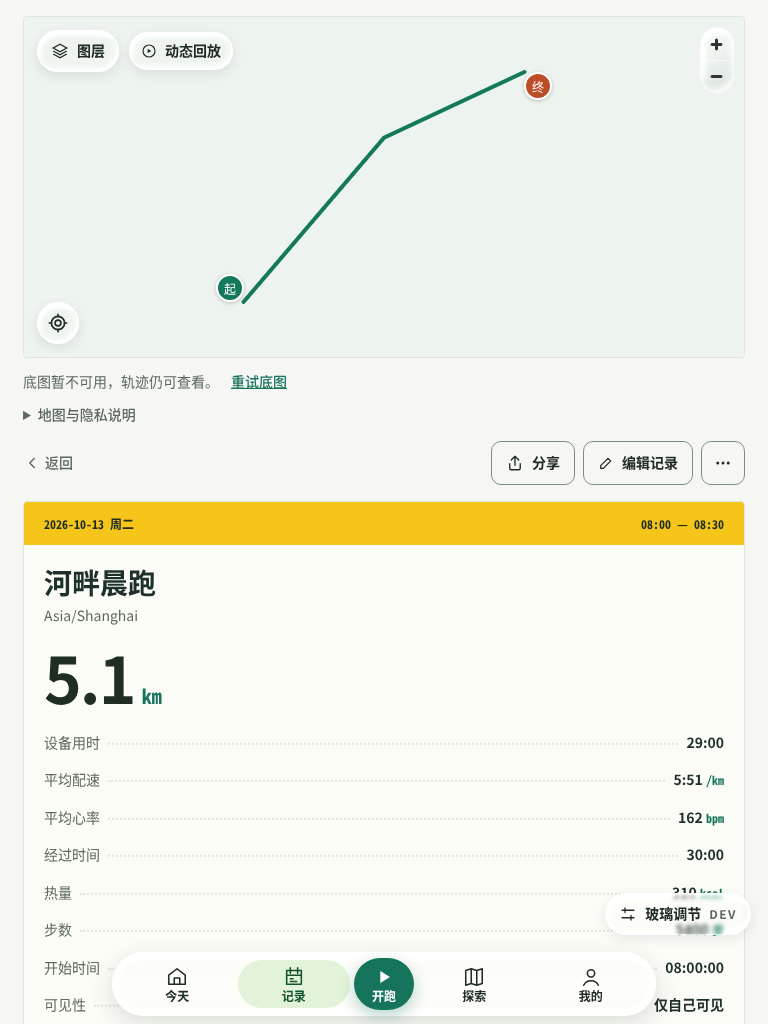 图层
动态回放
+
−
终
起
底图暂不可用，轨迹仍可查看。 重试底图
地图与隐私说明
返回
分享
编辑记录
2026-10-13 周二
08:00 — 08:30
河畔晨跑
Asia/Shanghai
5.1 km
设备用时 29:00
平均配速 5:51 /km
平均心率 162 bpm
经过时间 30:00
热量 310 kcal
玻璃调节 DEV
步数
开始时间 08:00:00
可见性 仅自己可见
今天
记录
开跑
探索
我的